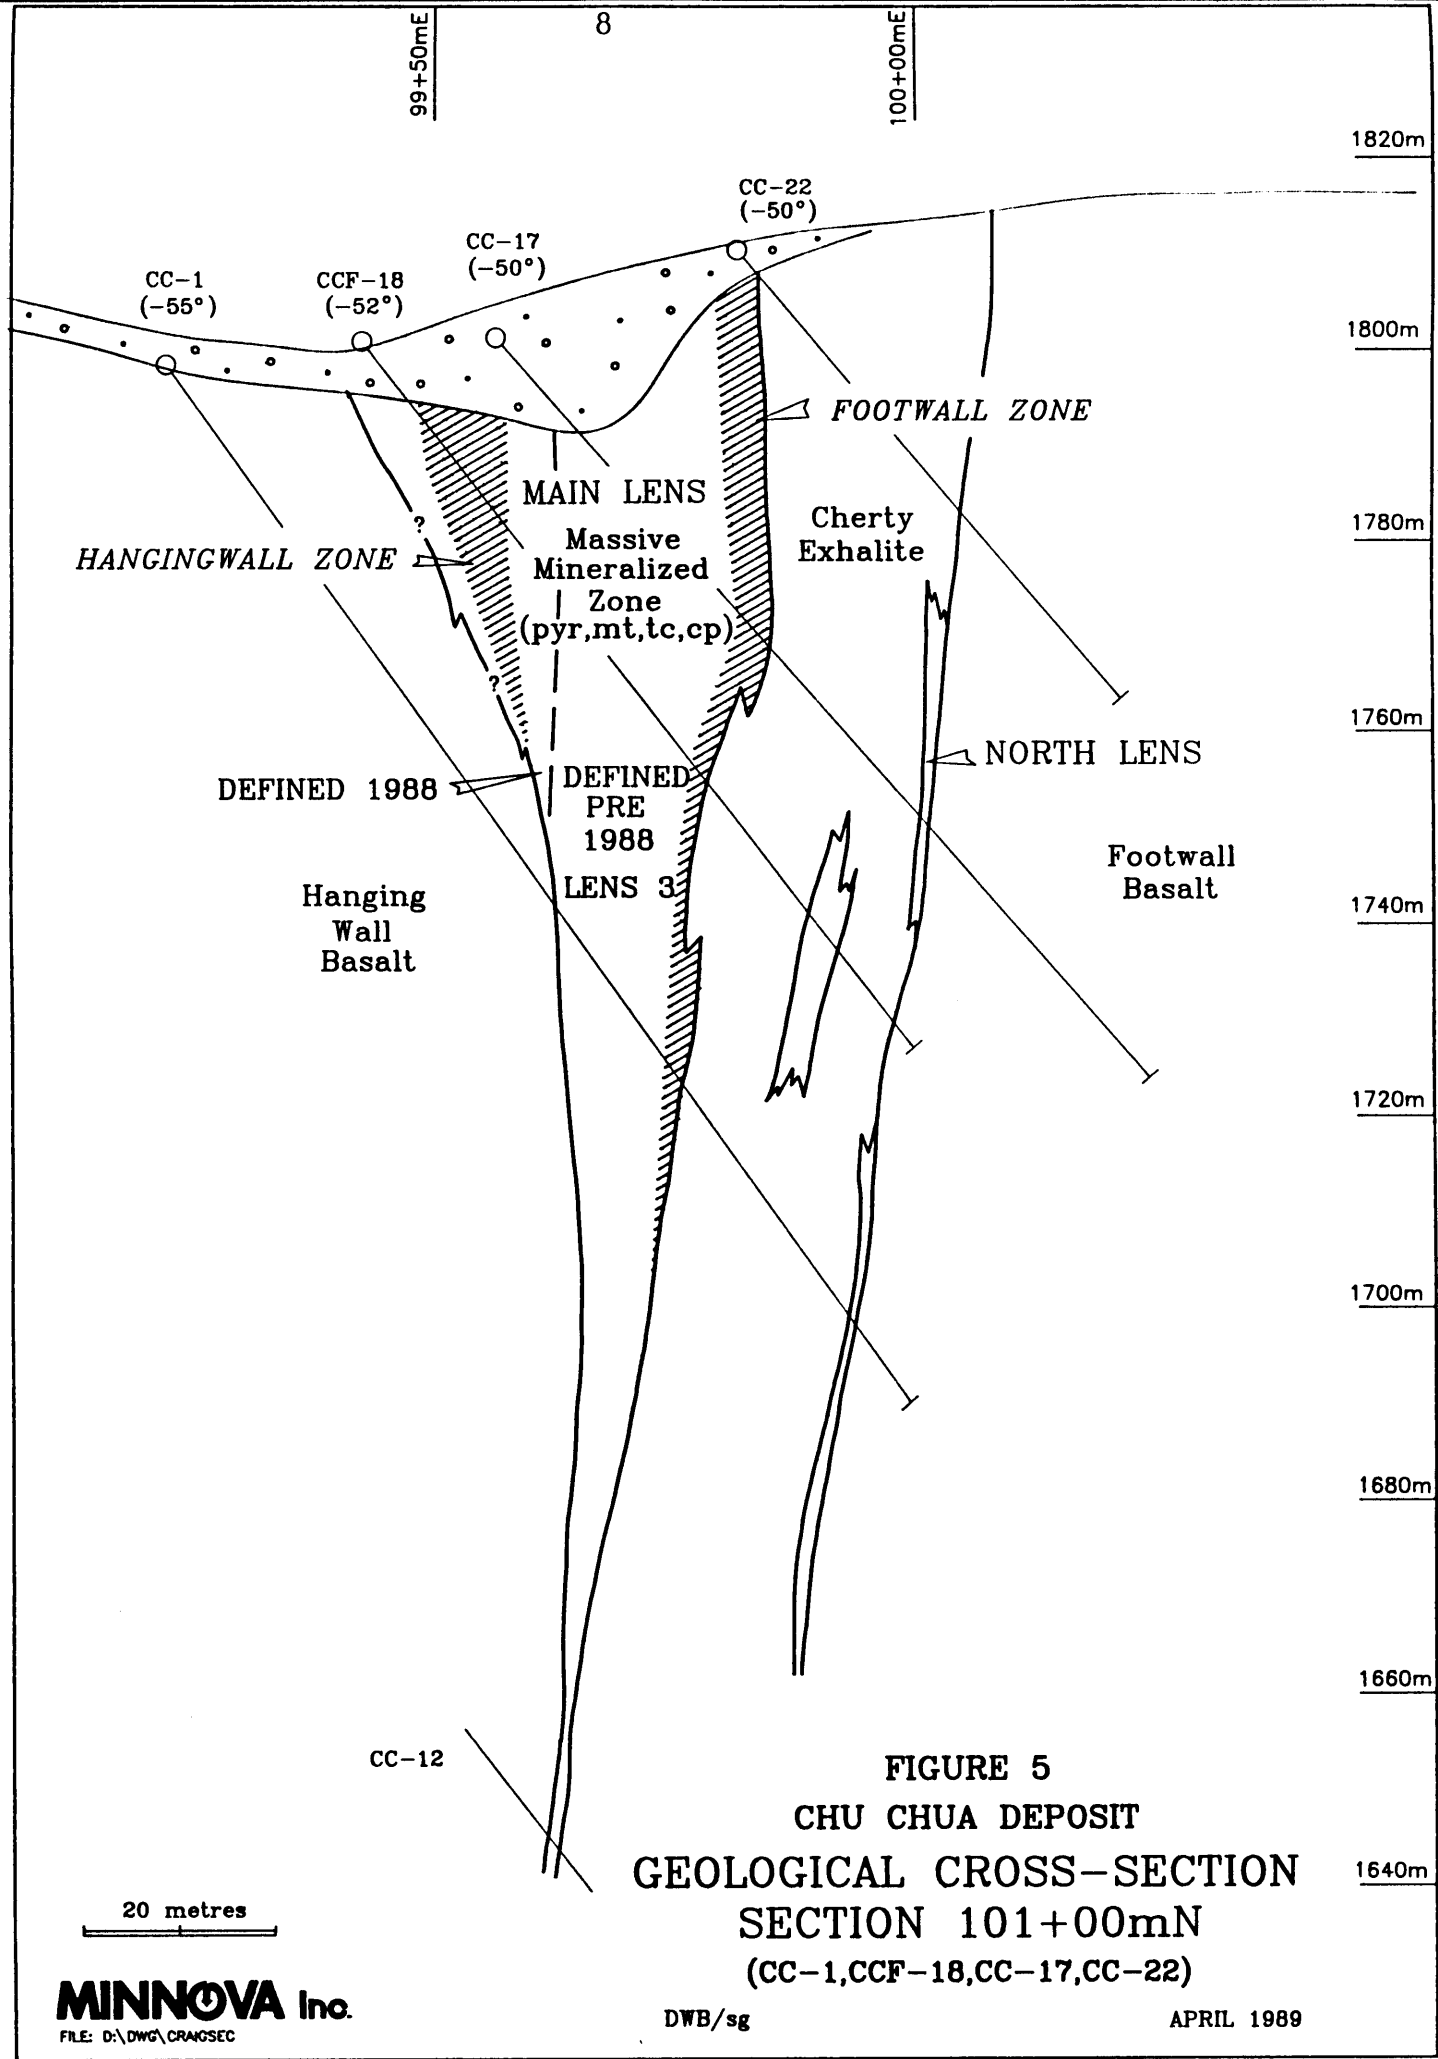 99+50mE
8
100+00mE
1820m
CC-22
(-50°)
CC-17
(-50°)
CC-1
(-55°)
CCF-18
(-52°)
1800m
FOOTWALL ZONE
MAIN LENS
Cherty
Exhalite
1780m
?
HANGINGWALL ZONE
Massive
Mineralized
Zone
(pyr,mt,tc,cp)
?
1760m
NORTH LENS
DEFINED 1988
DEFINED
PRE
1988
LENS 3
Footwall
Basalt
Hanging
Wall
Basalt
1740m
1720m
1700m
1680m
1660m
CC-12
FIGURE 5
CHU CHUA DEPOSIT
GEOLOGICAL CROSS-SECTION
1640m
SECTION 101+00mN
(CC-1,CCF-18,CC-17,CC-22)
20 metres
MINNOVA Inc.
FILE: D:\DWG\CRAIGSEC
DWB/sg
APRIL 1989